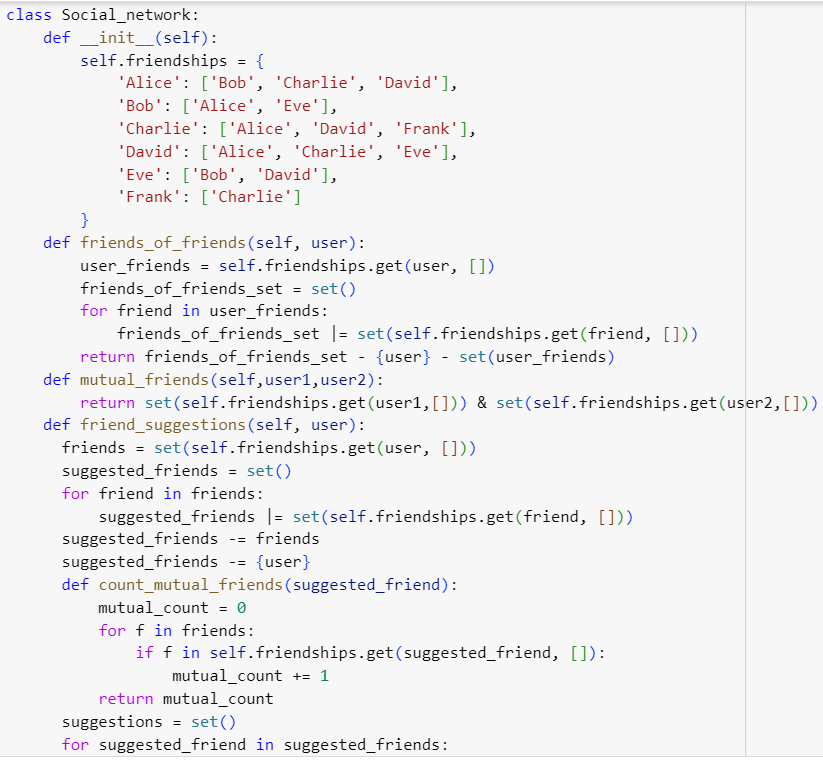 class Social_network:
    def __init__(self):
        self.friendships = {
            'Alice': ['Bob', 'Charlie', 'David'],
            'Bob': ['Alice', 'Eve'],
            'Charlie': ['Alice', 'David', 'Frank'],
            'David': ['Alice', 'Charlie', 'Eve'],
            'Eve': ['Bob', 'David'],
            'Frank': ['Charlie']
        }
    def friends_of_friends(self, user):
        user_friends = self.friendships.get(user, [])
        friends_of_friends_set = set()
        for friend in user_friends:
            friends_of_friends_set |= set(self.friendships.get(friend, []))
        return friends_of_friends_set - {user} - set(user_friends)
    def mutual_friends(self,user1,user2):
        return set(self.friendships.get(user1,[])) & set(self.friendships.get(user2,[]))
    def friend_suggestions(self, user):
      friends = set(self.friendships.get(user, []))
      suggested_friends = set()
      for friend in friends:
          suggested_friends |= set(self.friendships.get(friend, []))
      suggested_friends -= friends
      suggested_friends -= {user}
      def count_mutual_friends(suggested_friend):
          mutual_count = 0
          for f in friends:
              if f in self.friendships.get(suggested_friend, []):
                  mutual_count += 1
          return mutual_count
      suggestions = set()
      for suggested_friend in suggested_friends: